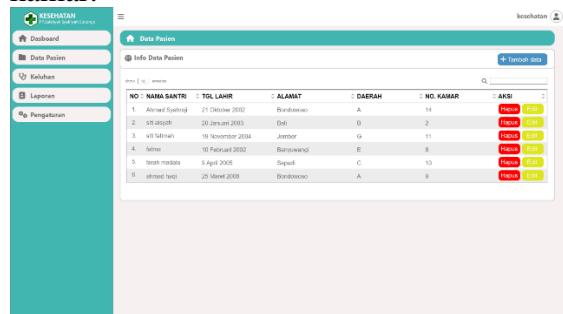 KESEHATAN
kesehatan
Dasboard
Data Pasien
Keluhan
Laporan
Pengaturan
Data Pasien
Info Data Pasien
+ Tambah data
NO NAMA SANTRI TGL LAHIR ALAMAT DAERAH NO. KAMAR AKSI
1. Ahmad Syahroji 21 Oktober 2002 Bondowoso A 14 Hapus Edit
2. siti aisyah 20 Januari 2003 Bali B 2 Hapus Edit
3. siti fatimah 19 November 2004 Jember G 11 Hapus Edit
4. fatma 10 Februari 2002 Banyuwangi E 8 Hapus Edit
5. farah 5 April 2005 Sapudi C 10 Hapus Edit
6. ahmad haqi 25 Maret 2008 Bondowoso A 9 Hapus Edit